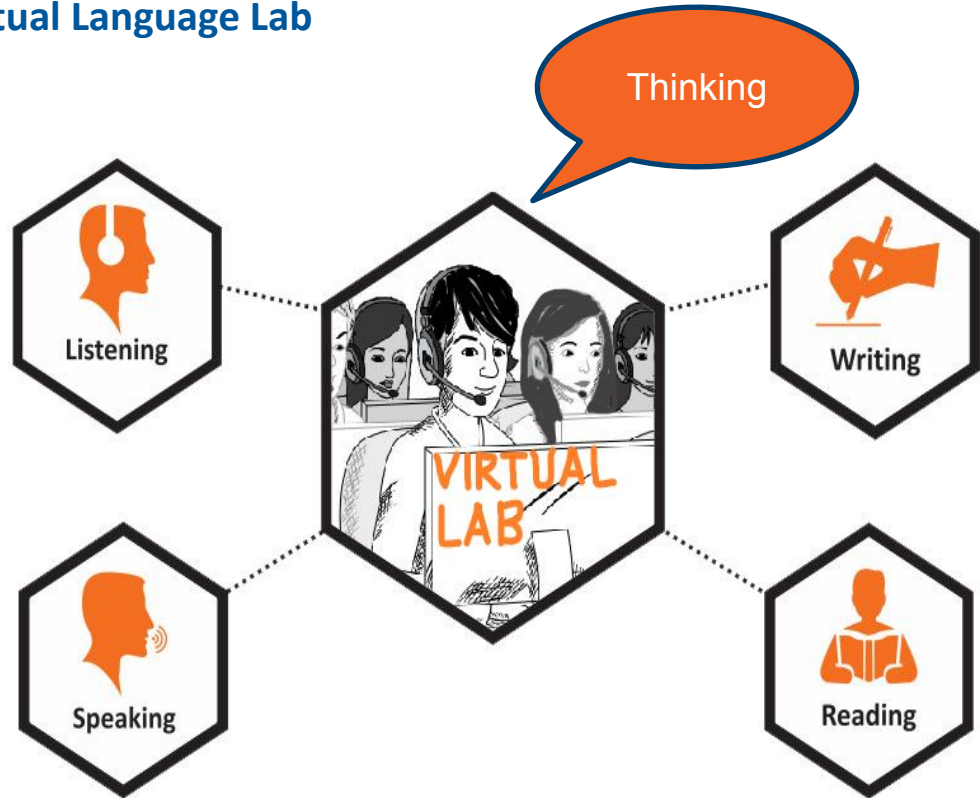 tual Language Lab
Thinking
Listening
Writing
VIRTUAL
LAB
Speaking
Reading